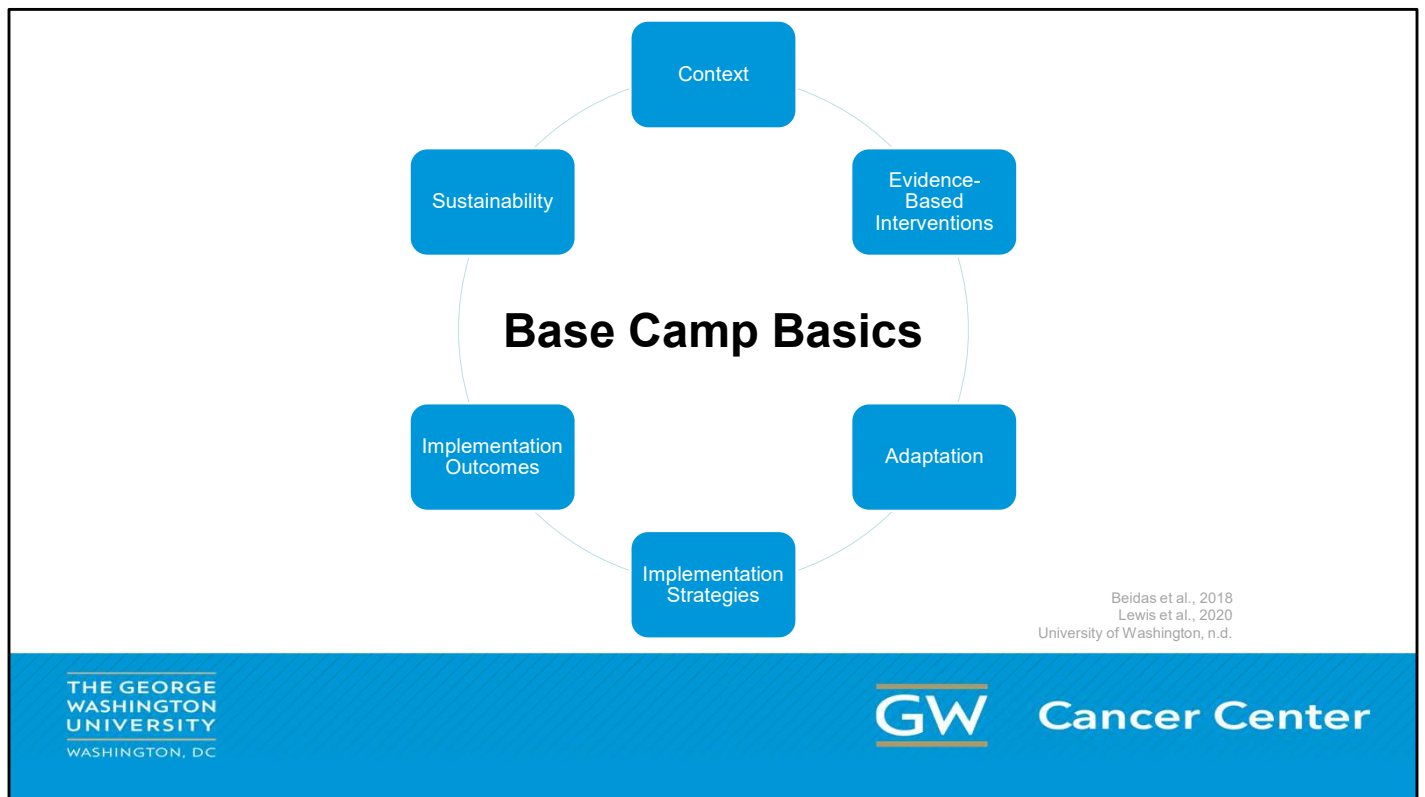 Context
Evidence-
Based
Interventions
Sustainability
Base Camp Basics
Implementation
Outcomes
Adaptation
Implementation
Strategies
Beidas et al., 2018
Lewis et al., 2020
University of Washington, n.d.
THE GEORGE
WASHINGTON
UNIVERSITY
WASHINGTON, DC
GW Cancer Center